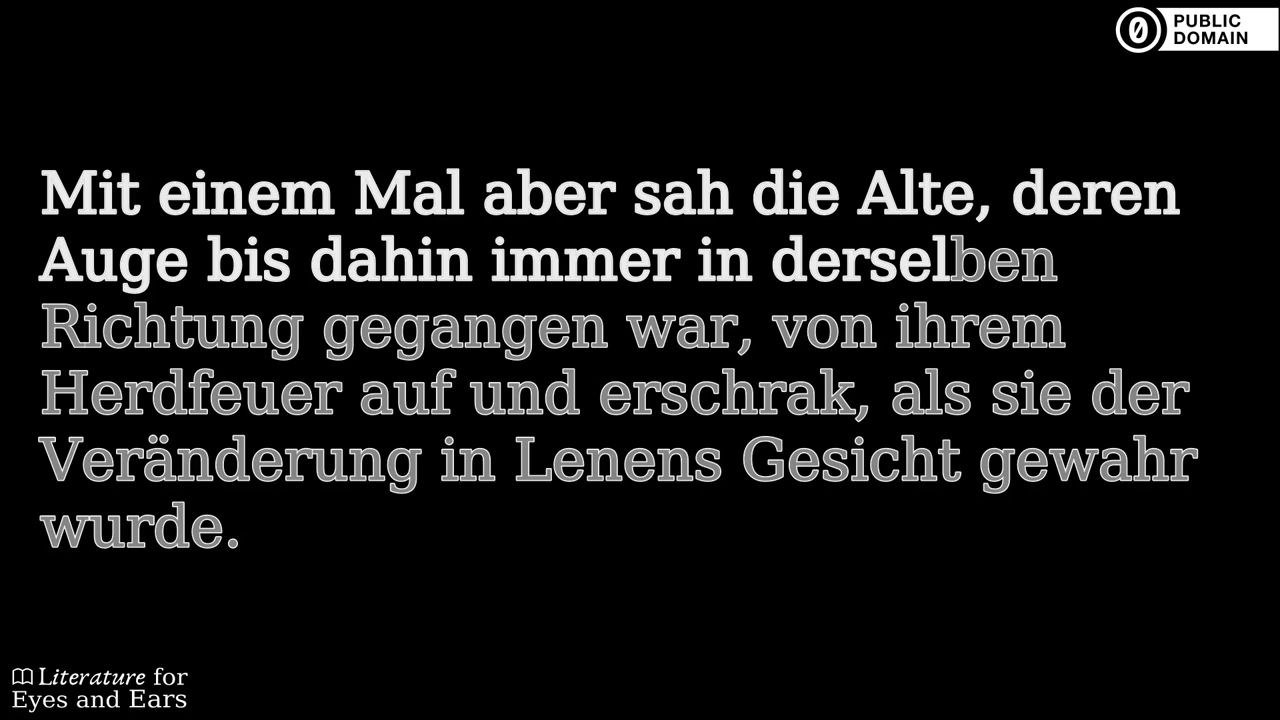 PUBLIC
DOMAIN
Mit einem Mal aber sah die Alte, deren
Auge bis dahin immer in derselben
Richtung gegangen war, von ihrem
Herdfeuer auf und erschrak, als sie der
Veränderung in Lenens Gesicht gewahr
wurde.
Literature for
Eyes and Ears